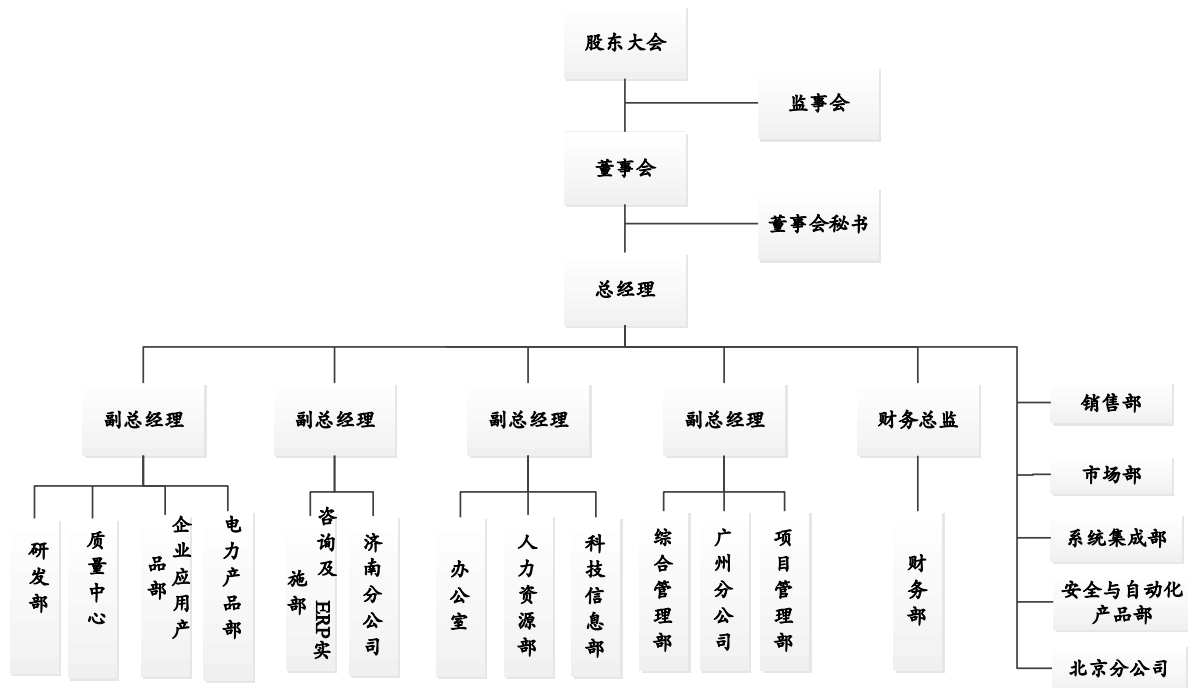 股东大会
监事会
董事会
董事会秘书
总经理
副总经理
副总经理
副总经理
副总经理
财务总监
销售部
市场部
系统集成部
安全与自动化
产品部
北京分公司
研发部
质量中心
企业应用产
品部
电力产品部
咨询及 ERP实
施部
济南分公司
办公室
人力资源部
科技信息部
综合管理部
广州分公司
项目管理部
财务部